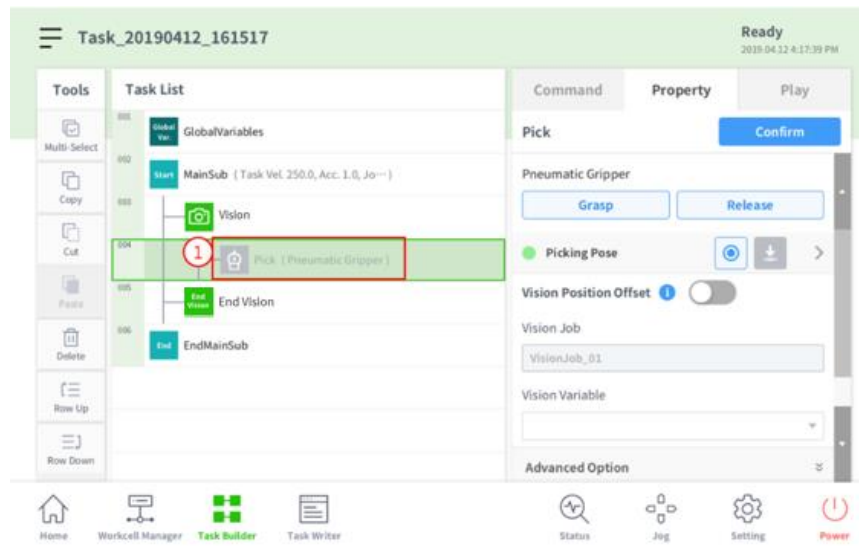 Task_20190412_161517
Ready
2019.04.12 4:17:39 PM
Tools
Task List
Command
Property
Play
Multi-Select
Copy
Cut
Paste
Delete
Row Up
Row Down
001
Global Var.
GlobalVariables
002
Start
MainSub ( Task Vel. 250.0, Acc. 1.0, Jo⋯ )
003
Vision
004
1
Pick ( Pneumatic Gripper )
005
End Vision
End Vision
006
End
EndMainSub
Pick
Confirm
Pneumatic Gripper
Grasp
Release
Picking Pose
Vision Position Offset
Vision Job
VisionJob_01
Vision Variable
Advanced Option
Home
Workcell Manager
Task Builder
Task Writer
Status
Jog
Setting
Power